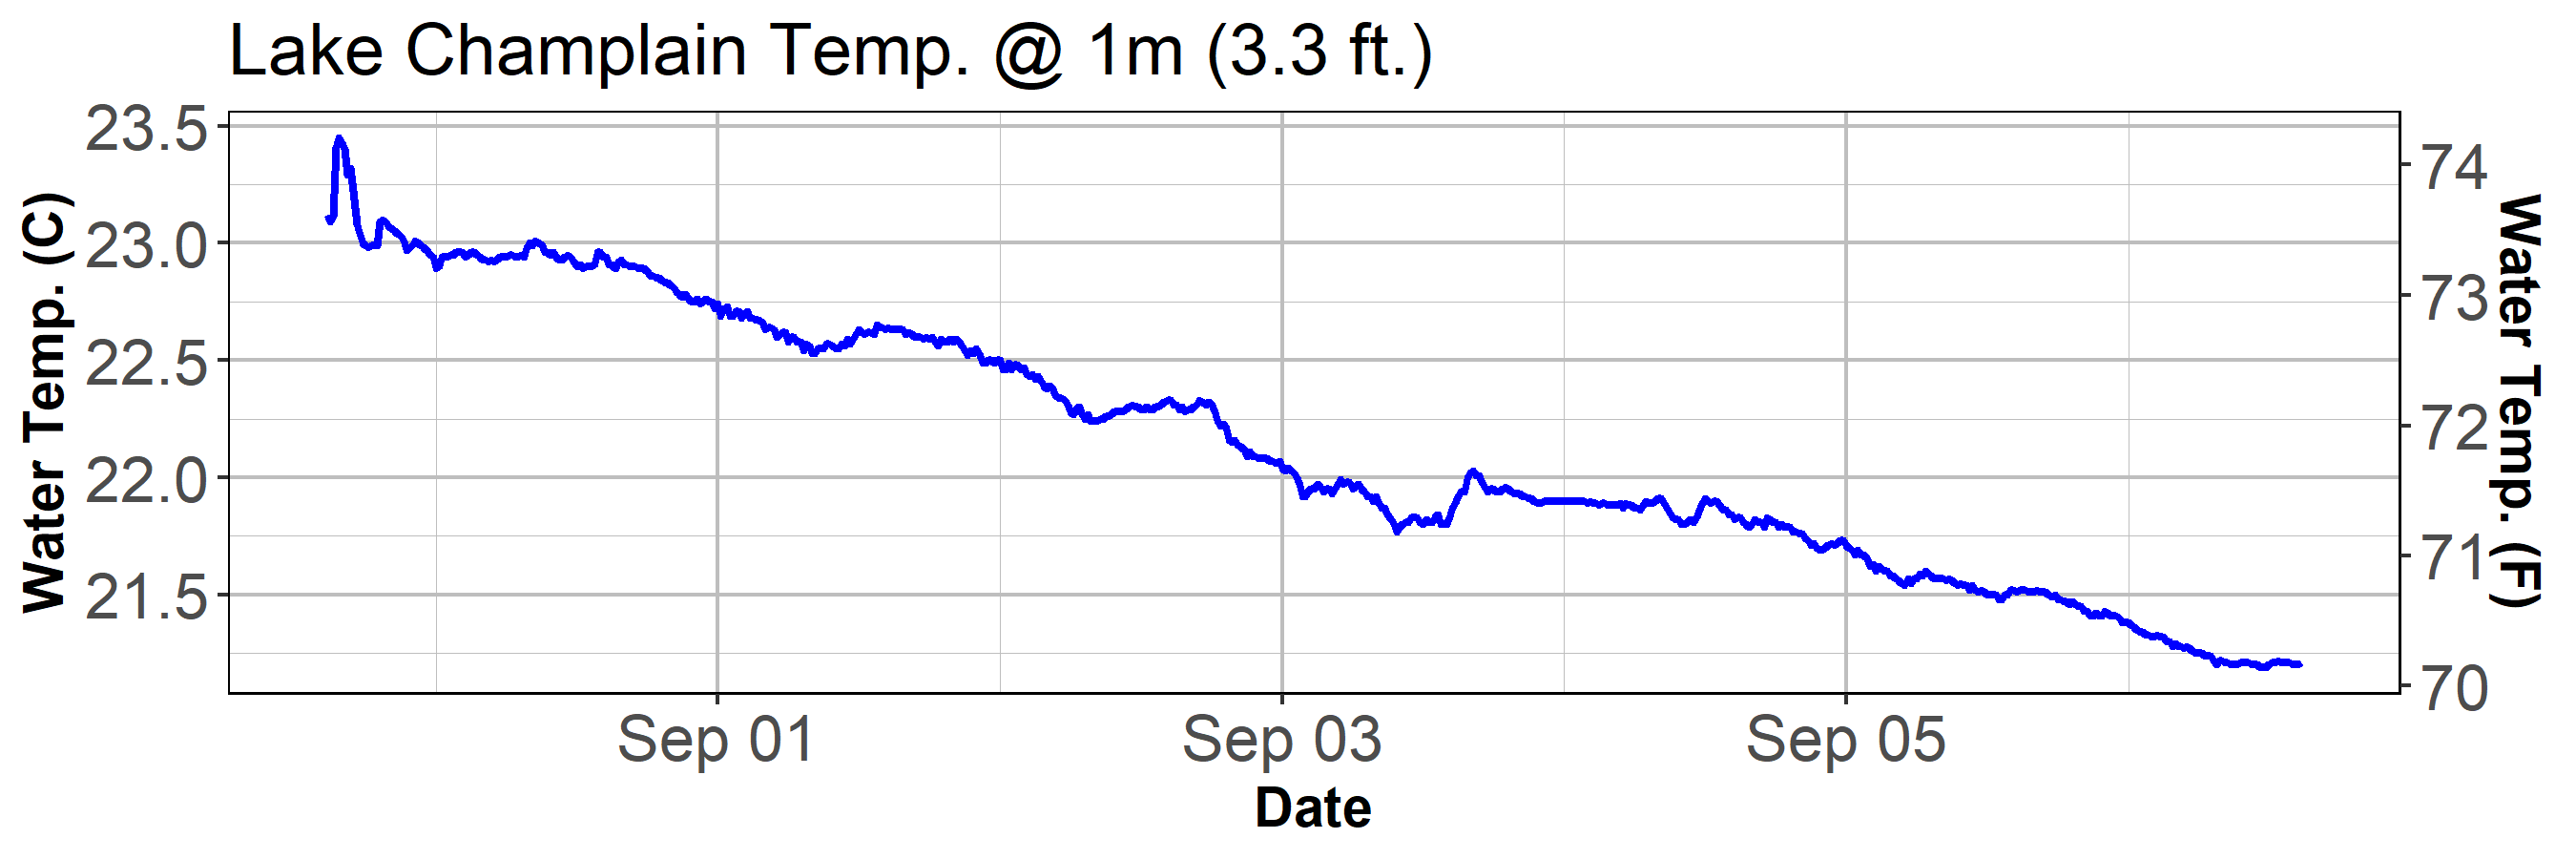 Lake Champlain Temp. @ 1m (3.3 ft.)
Water Temp. (C)
23.5
23.0
22.5
22.0
21.5
74
73
72
71
70
Water Temp. (F)
Sep 01 Sep 03 Sep 05
Date